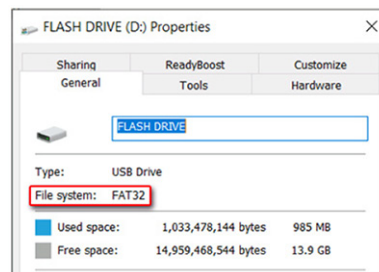 FLASH DRIVE (D:) Properties
Sharing ReadyBoost Customize
General Tools Hardware
FLASH DRIVE
Type: USB Drive
File system: FAT32
Used space: 1,033,478,144 bytes 985 MB
Free space: 14,959,468,544 bytes 13.9 GB